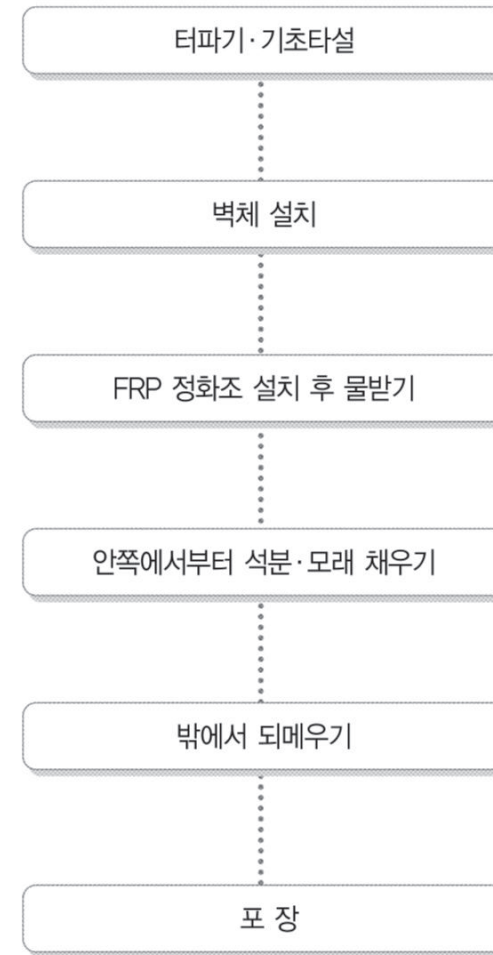 터파기·기초타설
벽체 설치
FRP 정화조 설치 후 물받기
안쪽에서부터 석분·모래 채우기
밖에서 되메우기
포 장